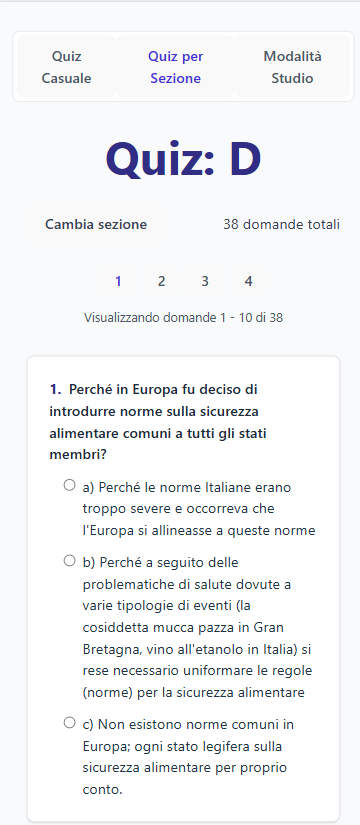 Quiz Casuale
Quiz per Sezione
Modalità Studio
Quiz: D
Cambia sezione
38 domande totali
1 2 3 4
Visualizzando domande 1 - 10 di 38
1. Perché in Europa fu deciso di
introdurre norme sulla sicurezza
alimentare comuni a tutti gli stati
membri?
a) Perché le norme Italiane erano
troppo severe e occorreva che
l'Europa si allineasse a queste norme
b) Perché a seguito delle
problematiche di salute dovute a
varie tipologie di eventi (la
cosiddetta mucca pazza in Gran
Bretagna, vino all'etanolo in Italia) si
rese necessario uniformare le regole
(norme) per la sicurezza alimentare
c) Non esistono norme comuni in
Europa; ogni stato legifera sulla
sicurezza alimentare per proprio
conto.